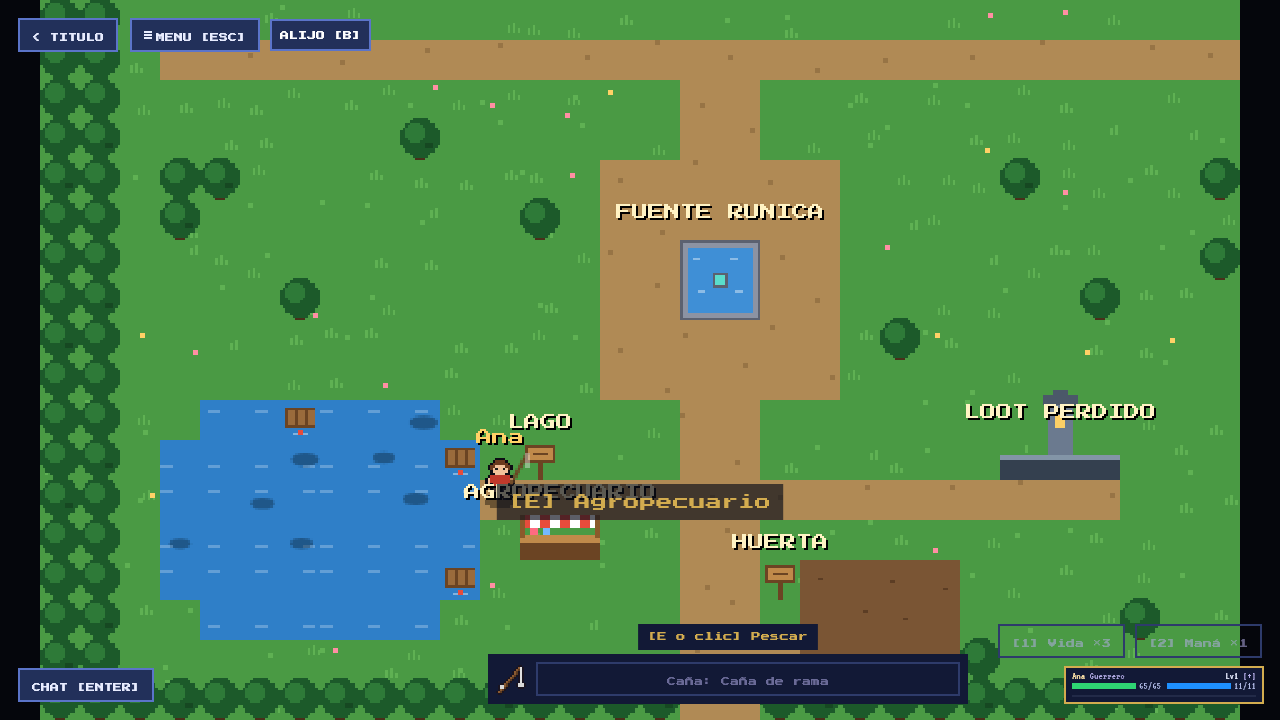 < TITULO
≡MENU [ESC]
ALIJO [B]
FUENTE RUNICA
LOOT PERDIDO
LAGO
Ana
AGROPECUARIO
[E] Agropecuario
HUERTA
[E o clic] Pescar
[1] Vida ×3
[2] Maná ×1
Caña: Caña de rama
CHAT [ENTER]
Ana Guerrero
Lv1 [+]
65/65
11/11